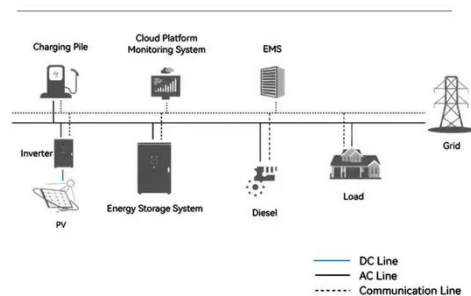 Charging Pile
Cloud Platform
Monitoring System
EMS
Grid
Inverter
PV
Energy Storage System
Diesel
Load
DC Line
AC Line
Communication Line